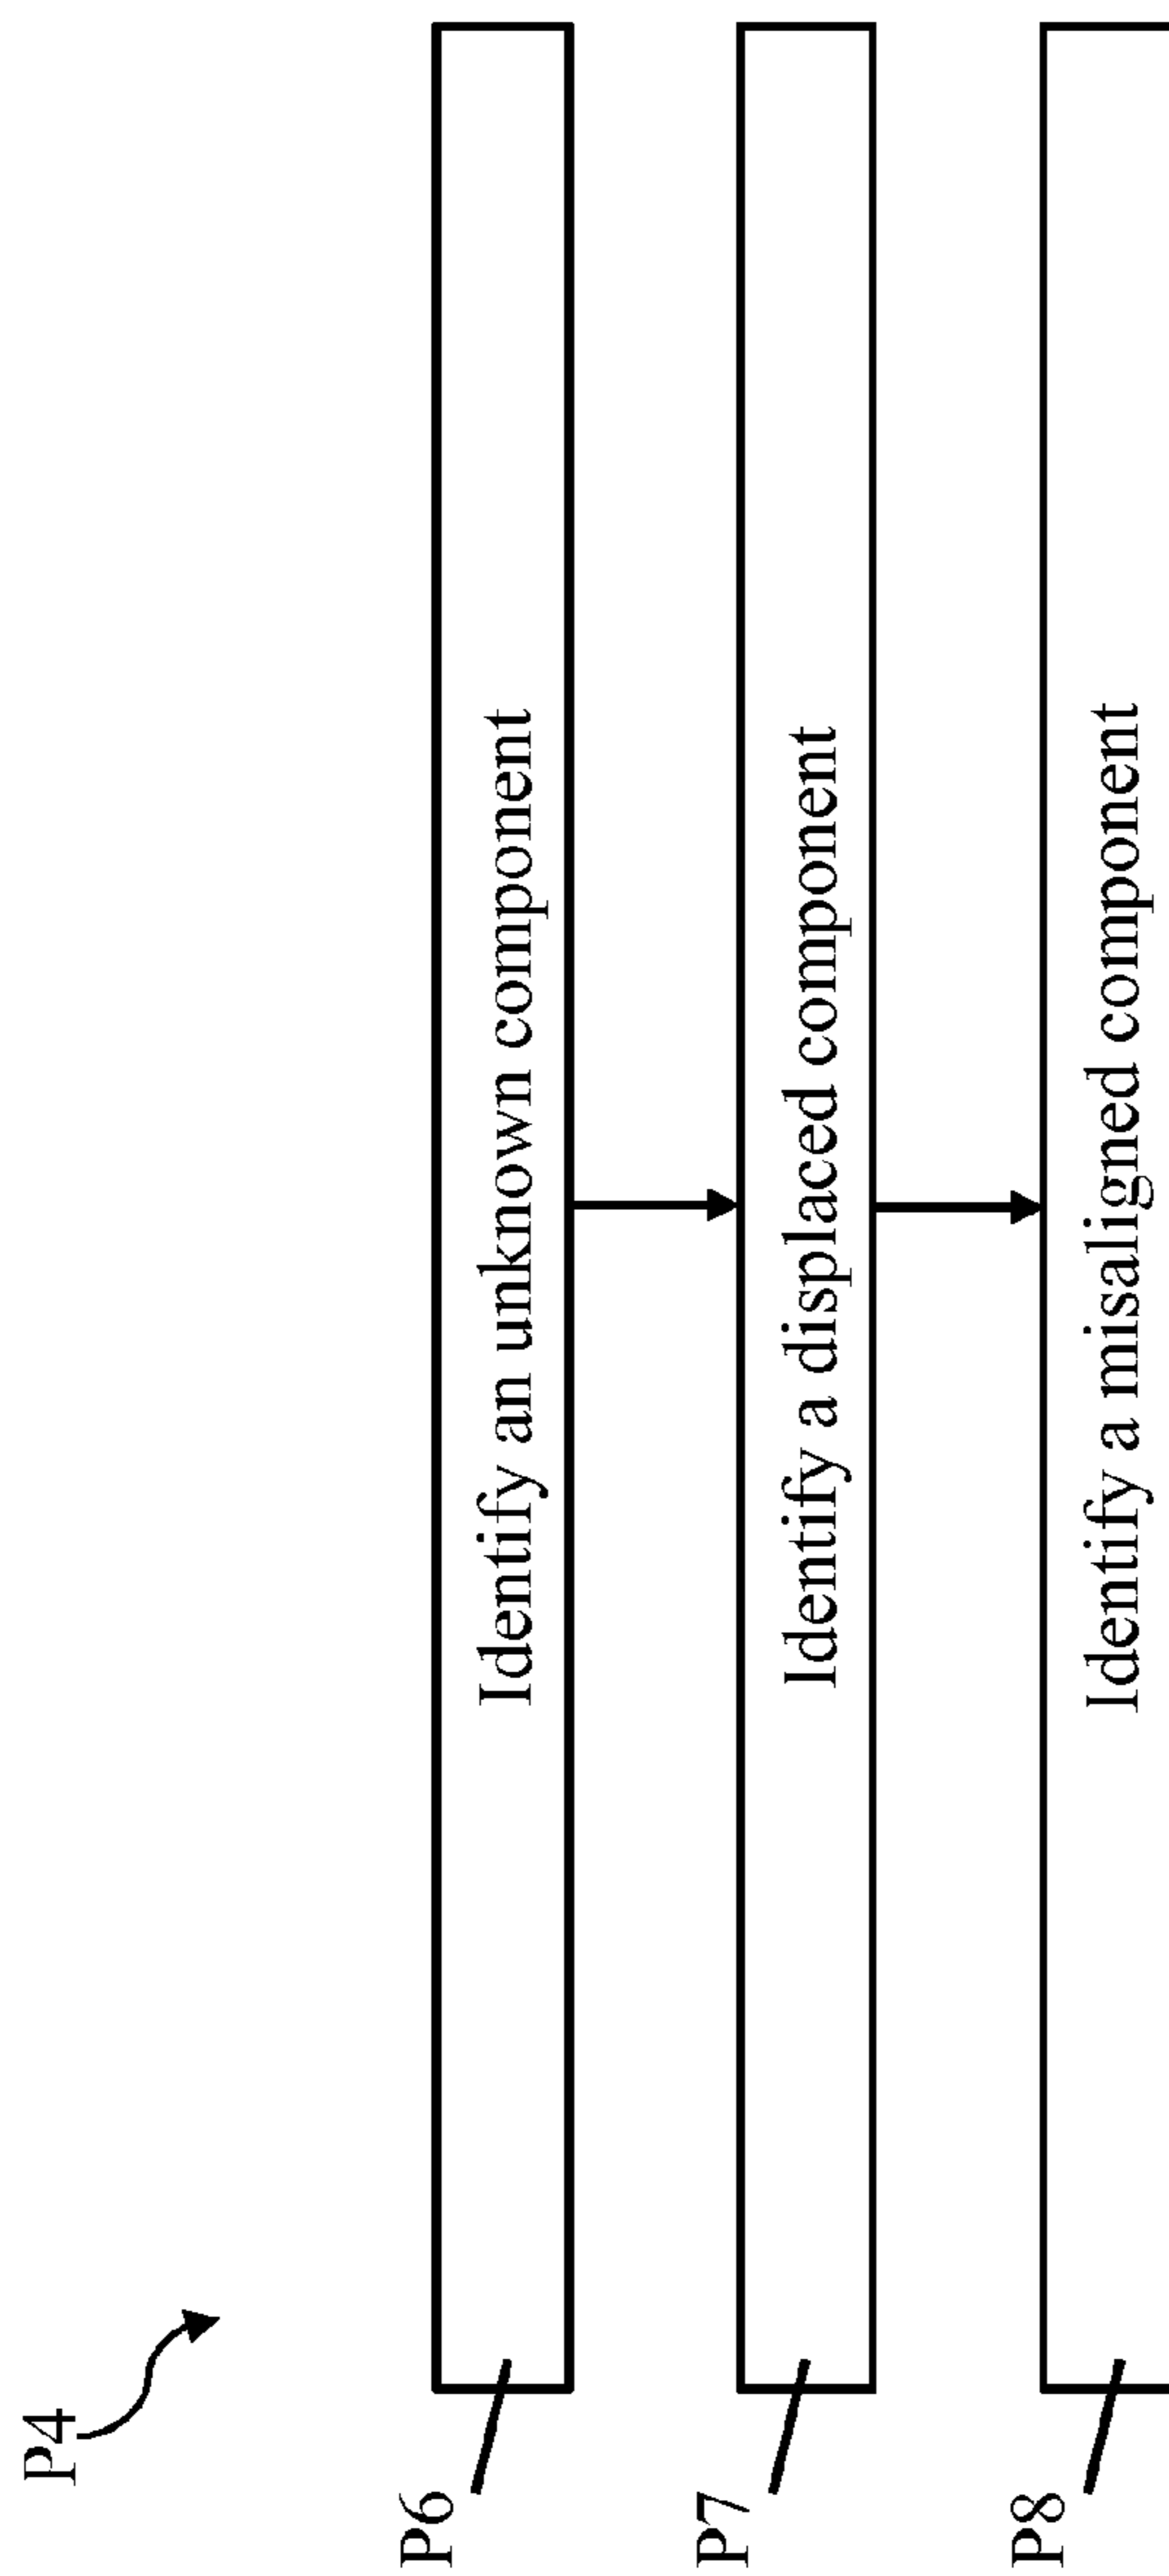 P4
P6
Identify an unknown component
P7
Identify a displaced component
P8
Identify a misaligned component